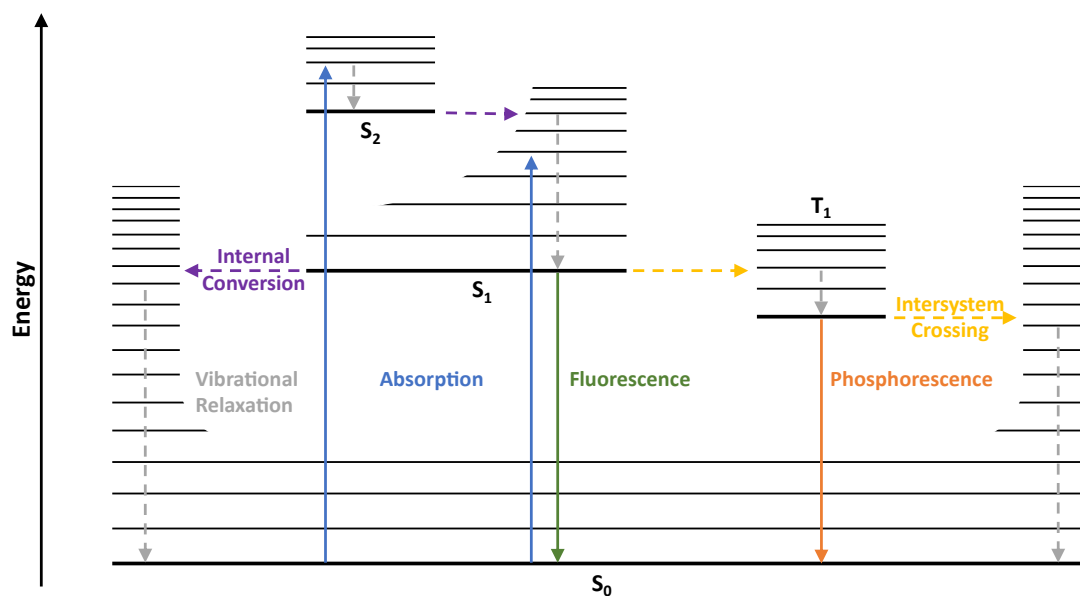 Energy
S₂
T₁
Internal
Conversion
S₁
Intersystem
Crossing
Vibrational
Relaxation
Absorption
Fluorescence
Phosphorescence
S₀